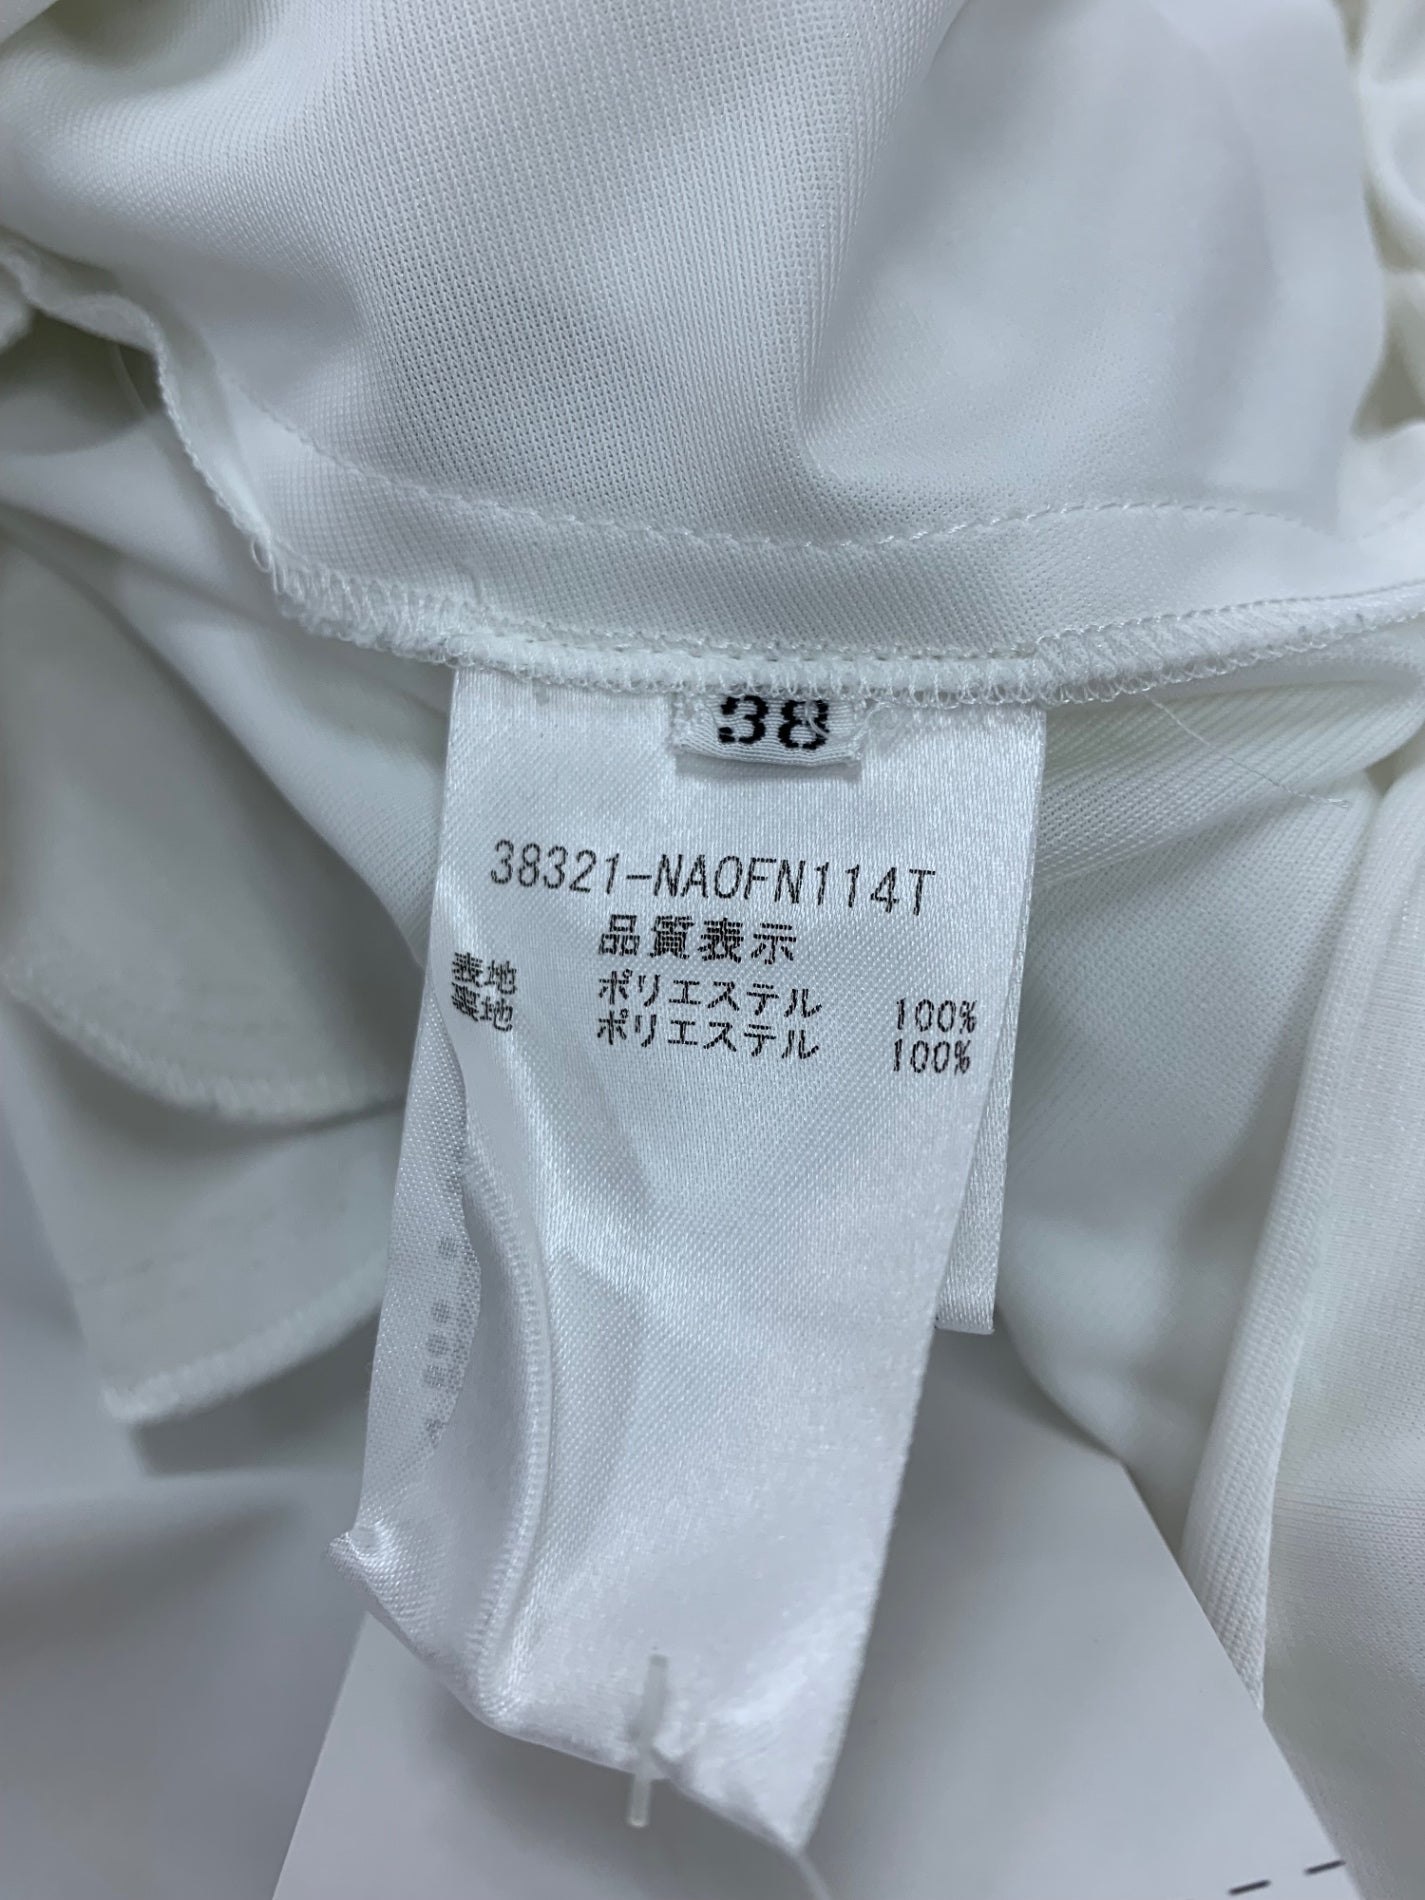 38
38321-NAOFN114T
品質表示
表地 ポリエステル 100%
裏地 ポリエステル 100%